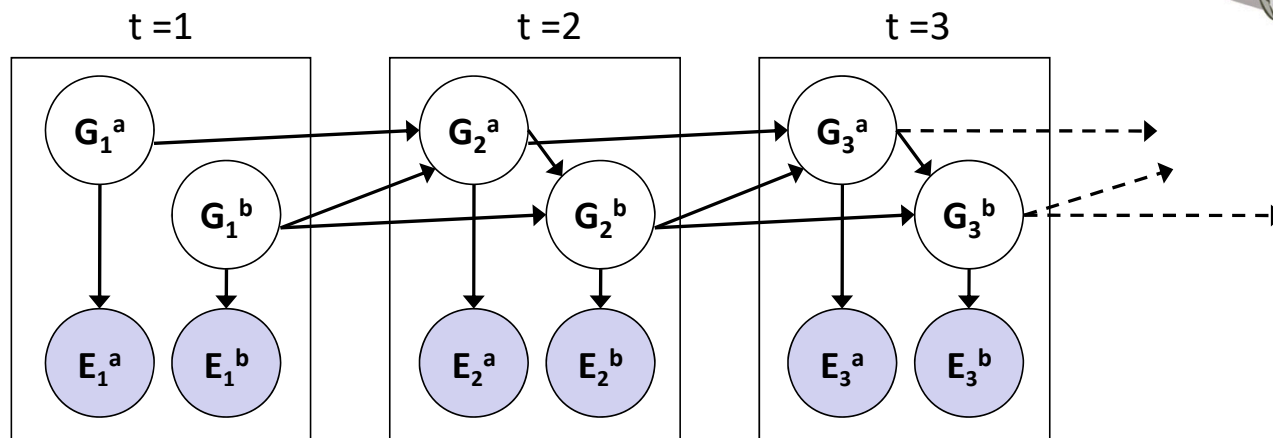 t =1 t =2 t =3
G₁ᵃ G₂ᵃ G₃ᵃ
G₁ᵇ G₂ᵇ G₃ᵇ
E₁ᵃ E₁ᵇ E₂ᵃ E₂ᵇ E₃ᵃ E₃ᵇ